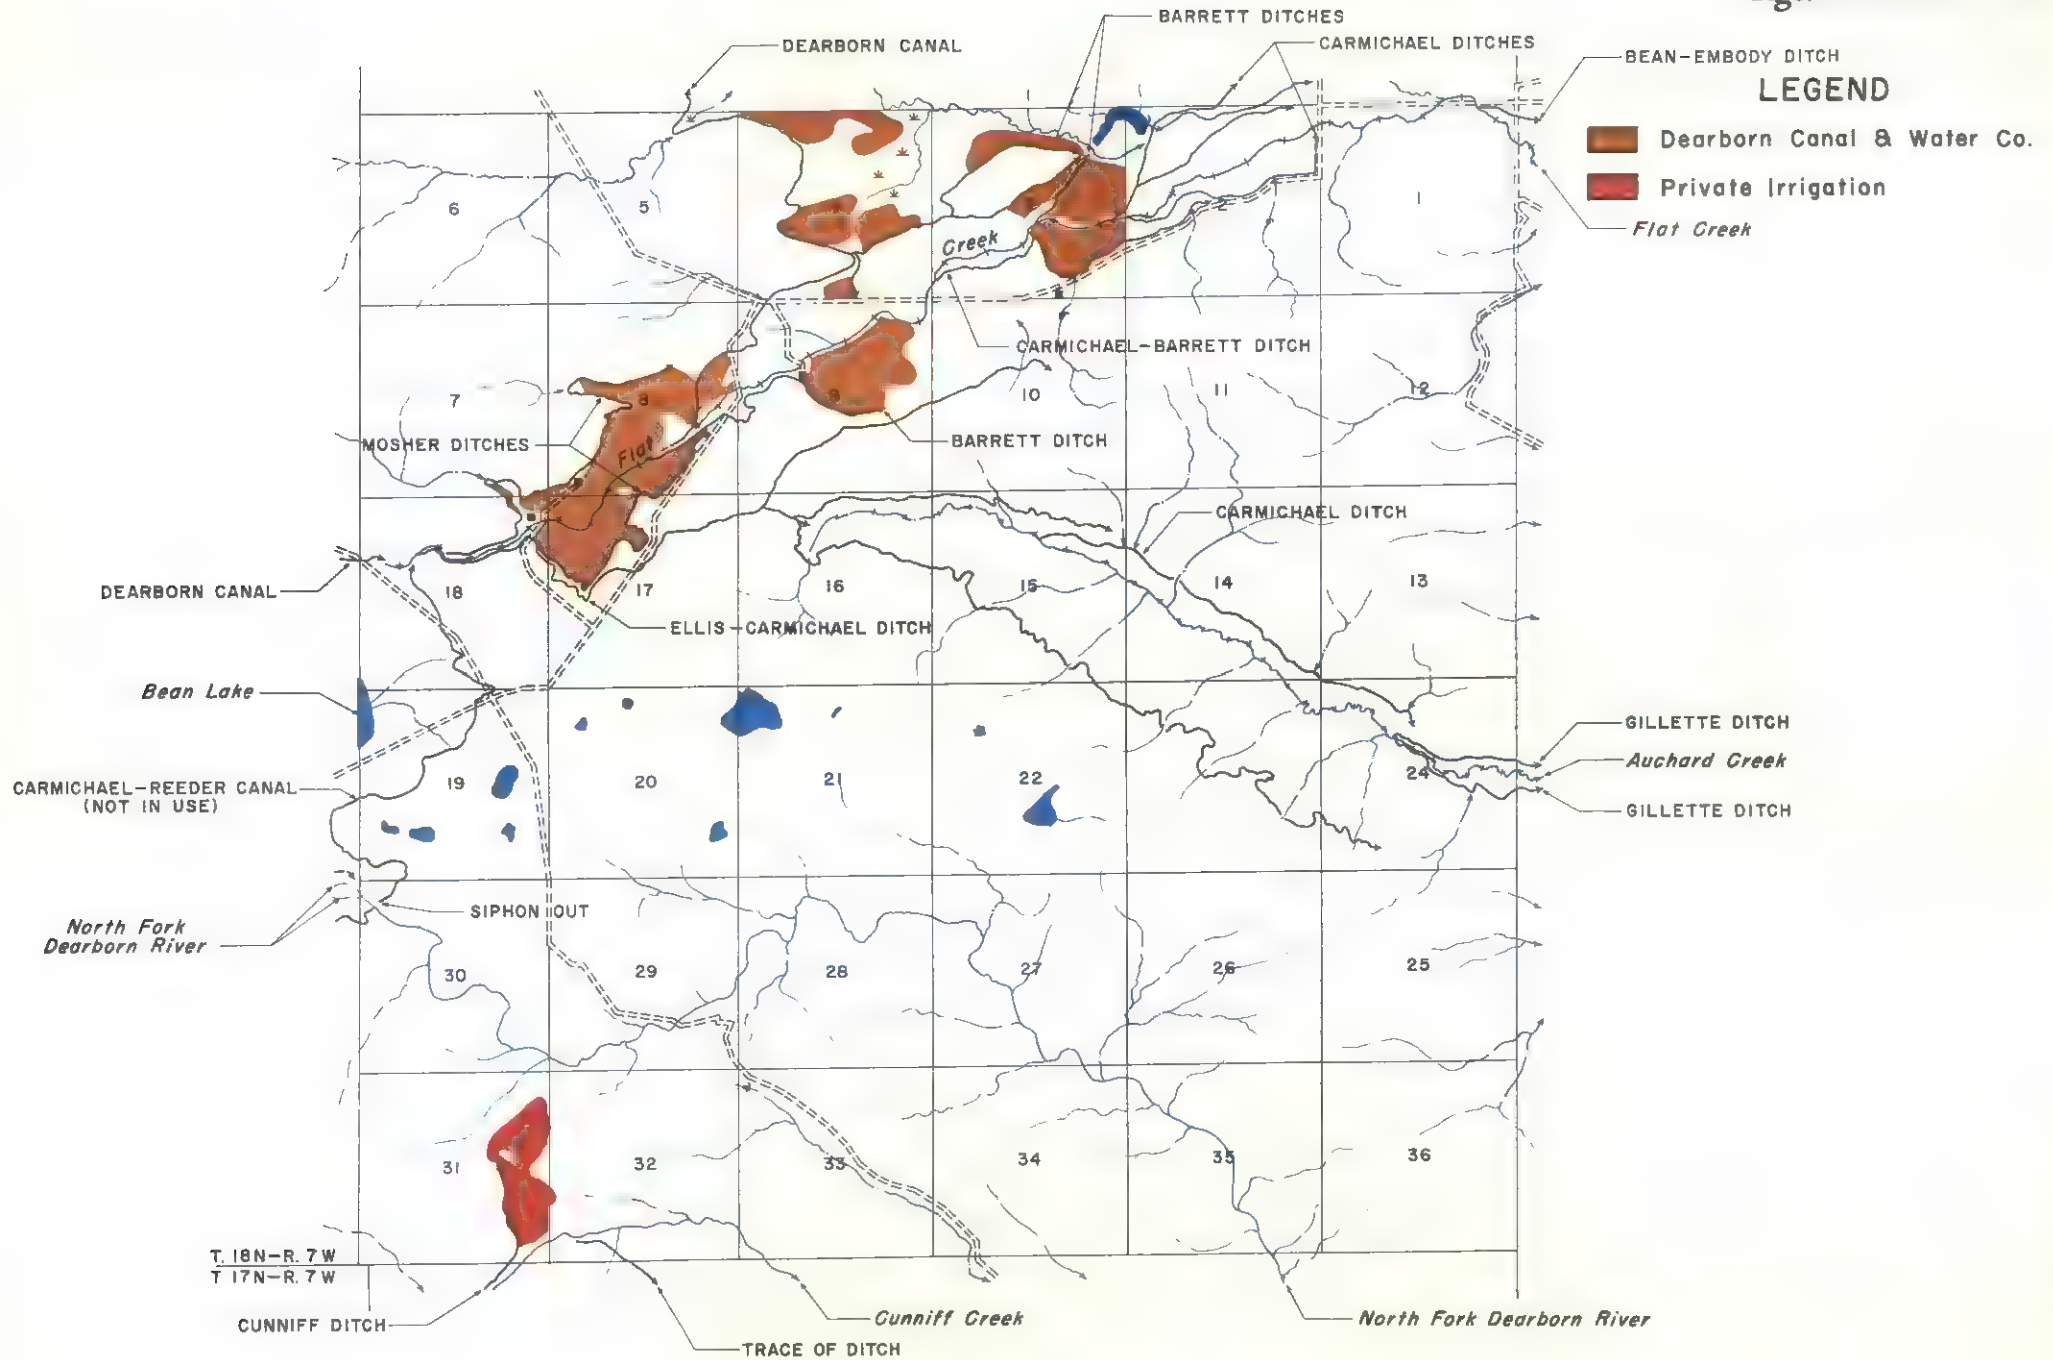 BARRETT DITCHES
DEARBORN CANAL
CARMICHAEL DITCHES
BEAN-EMBODY DITCH
LEGEND
Dearborn Canal & Water Co.
Private Irrigation
Flat Creek
6
5
2
1
Creek
CARMICHAEL-BARRETT DITCH
7
8
9
10
11
12
MOSHER DITCHES
Flat
BARRETT DITCH
CARMICHAEL DITCH
DEARBORN CANAL
18
17
16
15
14
13
ELLIS-CARMICHAEL DITCH
Bean Lake
GILLETTE DITCH
Auchard Creek
CARMICHAEL-REEDER CANAL
(NOT IN USE)
19
20
21
22
24
GILLETTE DITCH
SIPHON OUT
North Fork
Dearborn River
30
29
28
27
26
25
31
32
33
34
35
36
T. 18N-R. 7W
T 17N-R. 7W
CUNNIFF DITCH
Cunniff Creek
North Fork Dearborn River
TRACE OF DITCH